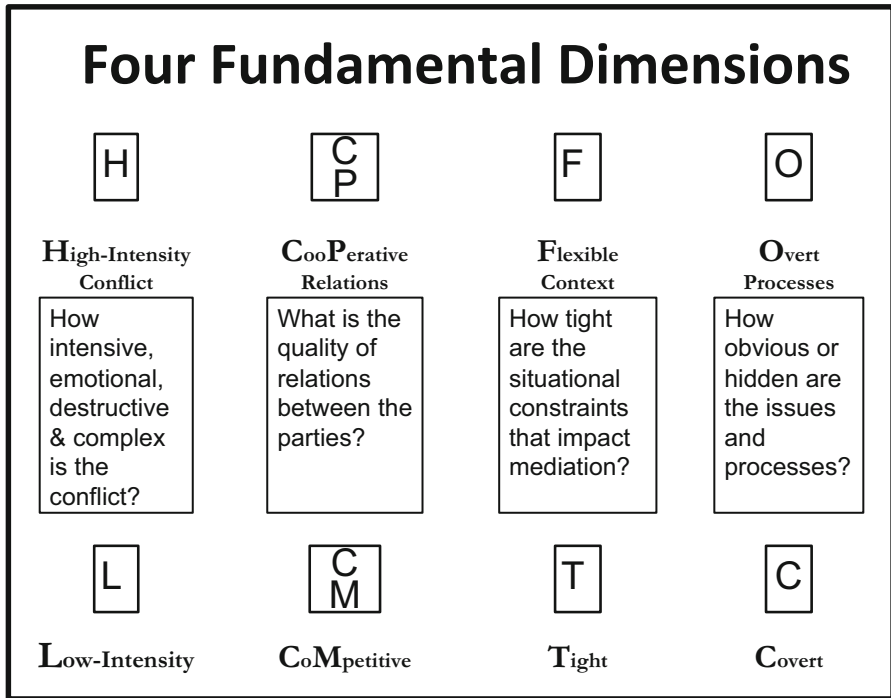 Four Fundamental Dimensions
H
C
P
F
O
High-Intensity
Conflict
CooPerative
Relations
Flexible
Context
Overt
Processes
How
intensive,
emotional,
destructive
& complex
is the
conflict?
What is the
quality of
relations
between the
parties?
How tight
are the
situational
constraints
that impact
mediation?
How
obvious or
hidden are
the issues
and
processes?
L
C
M
T
C
Low-Intensity
CoMpetitive
Tight
Covert